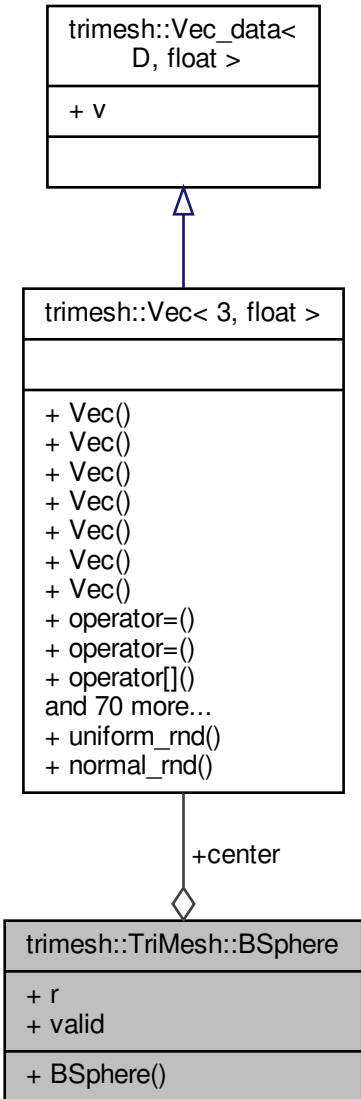 trimesh::Vec_data<
D, float >
+ v
trimesh::Vec< 3, float >
+ Vec()
+ Vec()
+ Vec()
+ Vec()
+ Vec()
+ Vec()
+ Vec()
+ operator=()
+ operator=()
+ operator[]()
and 70 more...
+ uniform_rnd()
+ normal_rnd()
+center
trimesh::TriMesh::BSphere
+ r
+ valid
+ BSphere()